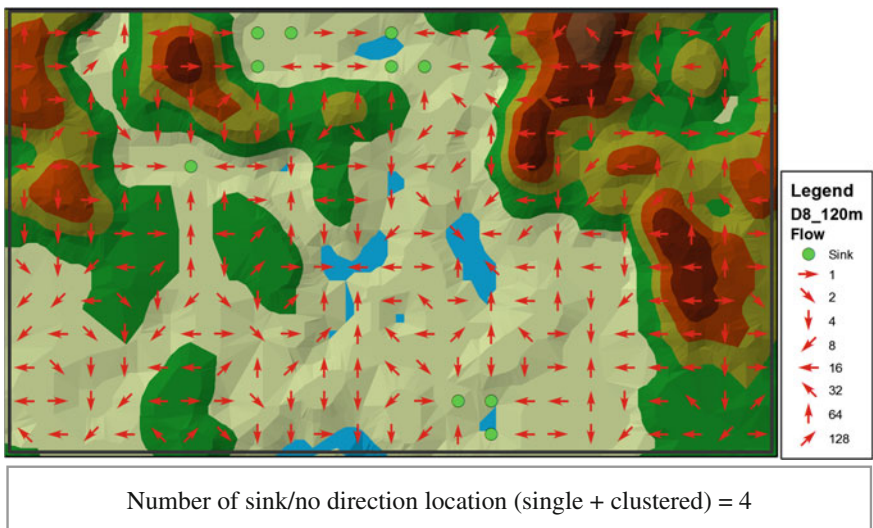 Legend
D8_120m
Flow
Sink
1
2
4
8
16
32
64
128
Number of sink/no direction location (single + clustered) = 4